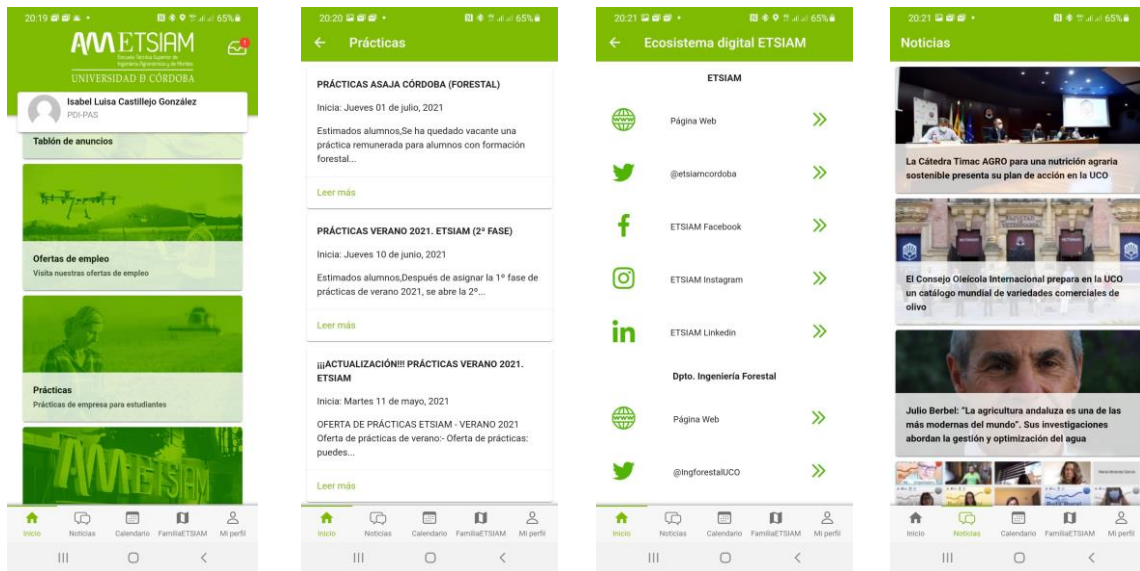 20:19
65%
AMETSIAM
Escuela Técnica Superior de
Ingeniería Agronómica y de Montes
UNIVERSIDAD Ð CÓRDOBA
1
Isabel Luisa Castillejo González
PDI-PAS
Tablón de anuncios
Ofertas de empleo
Visita nuestras ofertas de empleo
Prácticas
Prácticas de empresa para estudiantes
AMETSIAM
Inicio Noticias Calendario FamiliaETSIAM Mi perfil
20:20
65%
Prácticas
PRÁCTICAS ASAJA CÓRDOBA (FORESTAL)
Inicia: Jueves 01 de julio, 2021
Estimados alumnos,Se ha quedado vacante una
práctica remunerada para alumnos con formación
forestal...
Leer más
PRÁCTICAS VERANO 2021. ETSIAM (2ª FASE)
Inicia: Jueves 10 de junio, 2021
Estimados alumnos,Después de asignar la 1º fase de
prácticas de verano 2021, se abre la 2º...
Leer más
¡¡¡ACTUALIZACIÓN!!! PRÁCTICAS VERANO 2021.
ETSIAM
Inicia: Martes 11 de mayo, 2021
OFERTA DE PRÁCTICAS ETSIAM - VERANO 2021
Oferta de prácticas de verano:- Oferta de prácticas:
puedes...
Leer más
Inicio Noticias Calendario FamiliaETSIAM Mi perfil
20:21
65%
Ecosistema digital ETSIAM
ETSIAM
Página Web
@etsiamcordoba
ETSIAM Facebook
ETSIAM Instagram
ETSIAM Linkedin
Dpto. Ingeniería Forestal
Página Web
@IngforestalUCO
Inicio Noticias Calendario FamiliaETSIAM Mi perfil
20:21
65%
Noticias
La Cátedra Timac AGRO para una nutrición agraria
sostenible presenta su plan de acción en la UCO
El Consejo Oleícola Internacional prepara en la UCO
un catálogo mundial de variedades comerciales de
olivo
Julio Berbel: "La agricultura andaluza es una de las
más modernas del mundo". Sus investigaciones
abordan la gestión y optimización del agua
Inicio Noticias Calendario FamiliaETSIAM Mi perfil